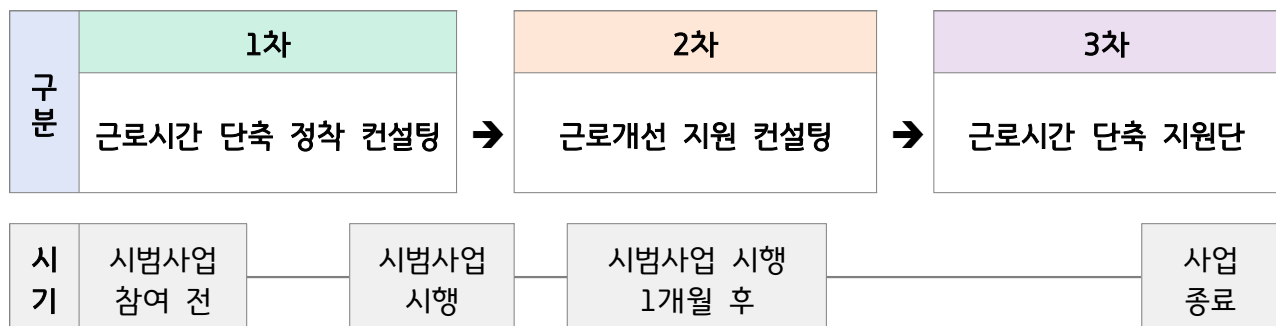 구분
1차
2차
3차
근로시간 단축 정착 컨설팅 ➔ 근로개선 지원 컨설팅 ➔ 근로시간 단축 지원단
시기
시범사업
참여 전
시범사업
시행
시범사업 시행
1개월 후
사업
종료